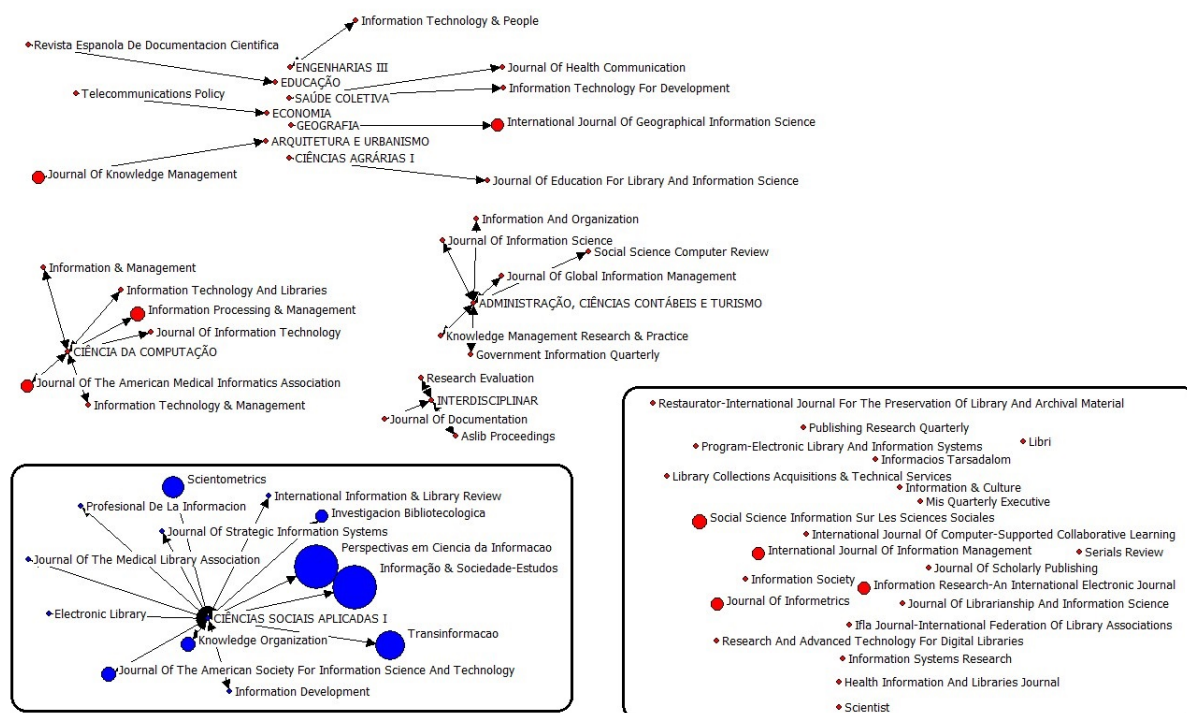 Information Technology & People
Revista Espanola De Documentacion Cientifica
ENGENHARIAS III
Journal Of Health Communication
EDUCAÇÃO
Information Technology For Development
Telecommunications Policy
SAÚDE COLETIVA
ECONOMIA
International Journal Of Geographical Information Science
GEOGRAFIA
ARQUITETURA E URBANISMO
CIÊNCIAS AGRÁRIAS I
Journal Of Knowledge Management
Journal Of Education For Library And Information Science
Information And Organization
Journal Of Information Science
Social Science Computer Review
Information & Management
Journal Of Global Information Management
Information Technology And Libraries
ADMINISTRAÇÃO, CIÊNCIAS CONTÁBEIS E TURISMO
Information Processing & Management
Journal Of Information Technology
Knowledge Management Research & Practice
CIÊNCIA DA COMPUTAÇÃO
Government Information Quarterly
Journal Of The American Medical Informatics Association
Research Evaluation
Information Technology & Management
INTERDISCIPLINAR
Journal Of Documentation
Aslib Proceedings
Restaurator-International Journal For The Preservation Of Library And Archival Material
Publishing Research Quarterly
Libri
Program-Electronic Library And Information Systems
Informacios Tarsadalom
Library Collections Acquisitions & Technical Services
Information & Culture
Mis Quarterly Executive
Social Science Information Sur Les Sciences Sociales
International Journal Of Computer-Supported Collaborative Learning
International Journal Of Information Management
Serials Review
Journal Of Scholarly Publishing
Information Society
Information Research-An International Electronic Journal
Journal Of Informetrics
Journal Of Librarianship And Information Science
Ifla Journal-International Federation Of Library Associations
Research And Advanced Technology For Digital Libraries
Information Systems Research
Health Information And Libraries Journal
Scientist
Scientometrics
International Information & Library Review
Profesional De La Informacion
Investigacion Bibliotecologica
Journal Of Strategic Information Systems
Perspectivas em Ciencia da Informacao
Journal Of The Medical Library Association
Informação & Sociedade-Estudos
Electronic Library
CIÊNCIAS SOCIAIS APLICADAS I
Knowledge Organization
Transinformacao
Journal Of The American Society For Information Science And Technology
Information Development